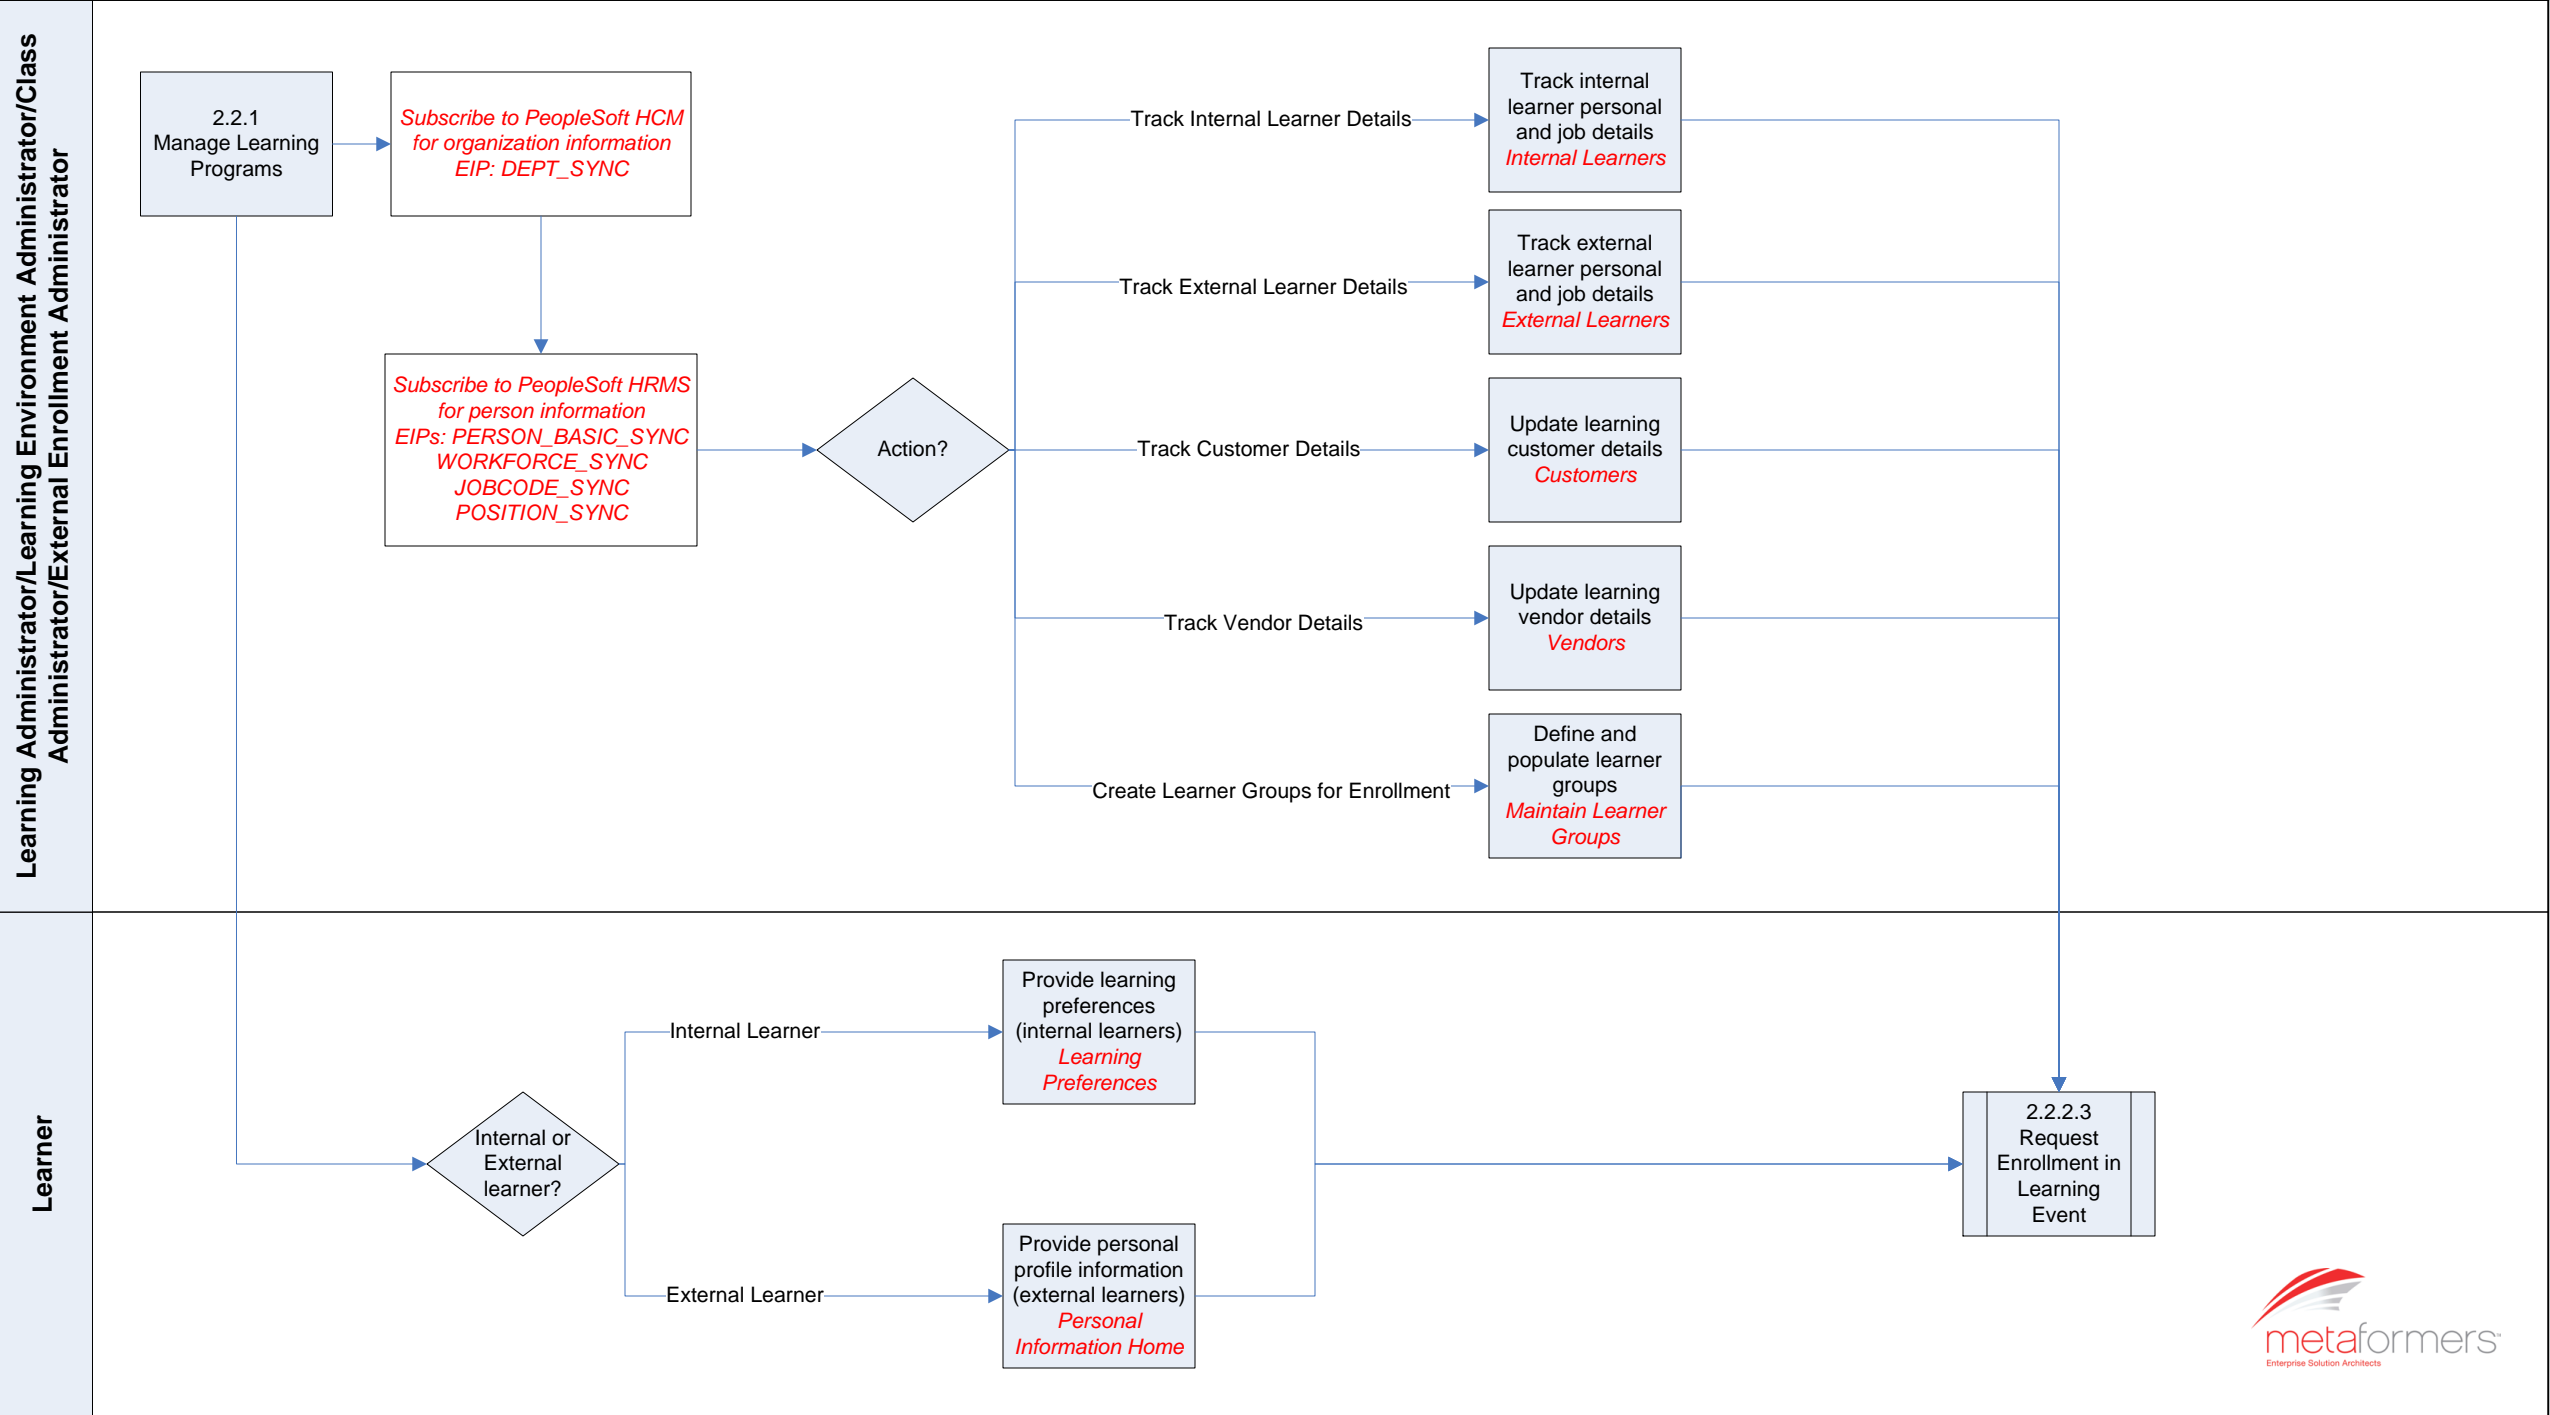 Learning Administrator/Learning Environment Administrator/Class
Administrator/External Enrollment Administrator
2.2.1
Manage Learning
Programs
Subscribe to PeopleSoft HCM
for organization information
EIP: DEPT_SYNC
Subscribe to PeopleSoft HRMS
for person information
EIPs: PERSON_BASIC_SYNC
WORKFORCE_SYNC
JOBCODE_SYNC
POSITION_SYNC
Action?
Track Internal Learner Details
Track internal
learner personal
and job details
Internal Learners
Track External Learner Details
Track external
learner personal
and job details
External Learners
Track Customer Details
Update learning
customer details
Customers
Track Vendor Details
Update learning
vendor details
Vendors
Create Learner Groups for Enrollment
Define and
populate learner
groups
Maintain Learner
Groups
Learner
Internal or
External
learner?
Internal Learner
Provide learning
preferences
(internal learners)
Learning
Preferences
External Learner
Provide personal
profile information
(external learners)
Personal
Information Home
2.2.2.3
Request
Enrollment in
Learning
Event
metaformers
Enterprise Solution Architects